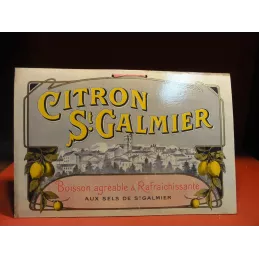 CITRON
ST GALMIER
Boisson agréable & Rafraîchissante
AUX SELS DE ST GALMIER